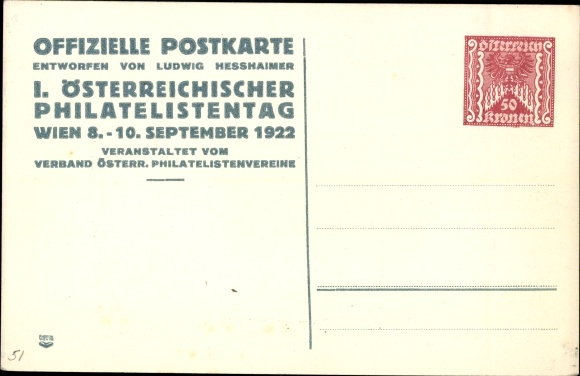 OFFIZIELLE POSTKARTE
ENTWORFEN VON LUDWIG HESSHAIMER
I. ÖSTERREICHISCHER
PHILATELISTENTAG
WIEN 8.-10. SEPTEMBER 1922
VERANSTALTET VOM
VERBAND ÖSTERR. PHILATELISTENVEREINE
Österreich
50
Kronen
51